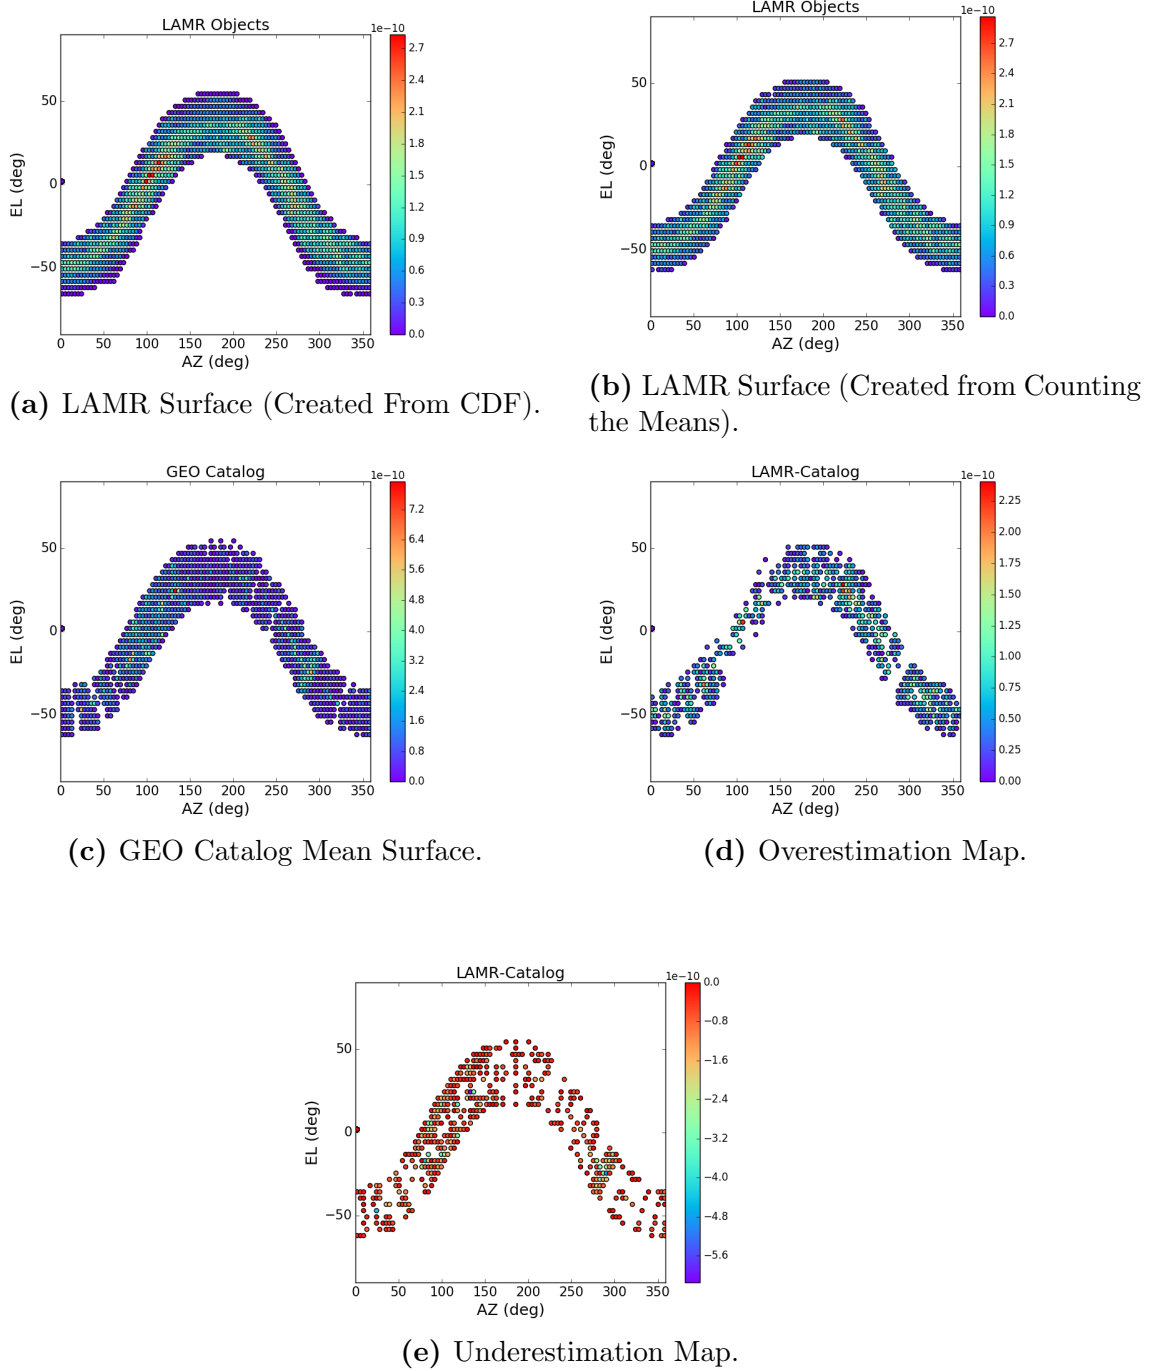 LAMR Objects
1e−10
50
0
−50
EL (deg)
0 50 100 150 200 250 300 350
AZ (deg)
2.7
2.4
2.1
1.8
1.5
1.2
0.9
0.6
0.3
0.0
(a) LAMR Surface (Created From CDF).
LAMR Objects
1e−10
50
0
−50
EL (deg)
0 50 100 150 200 250 300 350
AZ (deg)
2.7
2.4
2.1
1.8
1.5
1.2
0.9
0.6
0.3
0.0
(b) LAMR Surface (Created from Counting
the Means).
GEO Catalog
1e−10
50
0
−50
EL (deg)
0 50 100 150 200 250 300 350
AZ (deg)
7.2
6.4
5.6
4.8
4.0
3.2
2.4
1.6
0.8
0.0
(c) GEO Catalog Mean Surface.
LAMR-Catalog
1e−10
50
0
−50
EL (deg)
0 50 100 150 200 250 300 350
AZ (deg)
2.25
2.00
1.75
1.50
1.25
1.00
0.75
0.50
0.25
0.00
(d) Overestimation Map.
LAMR-Catalog
1e−10
50
0
−50
EL (deg)
0 50 100 150 200 250 300 350
AZ (deg)
0.0
−0.8
−1.6
−2.4
−3.2
−4.0
−4.8
−5.6
(e) Underestimation Map.